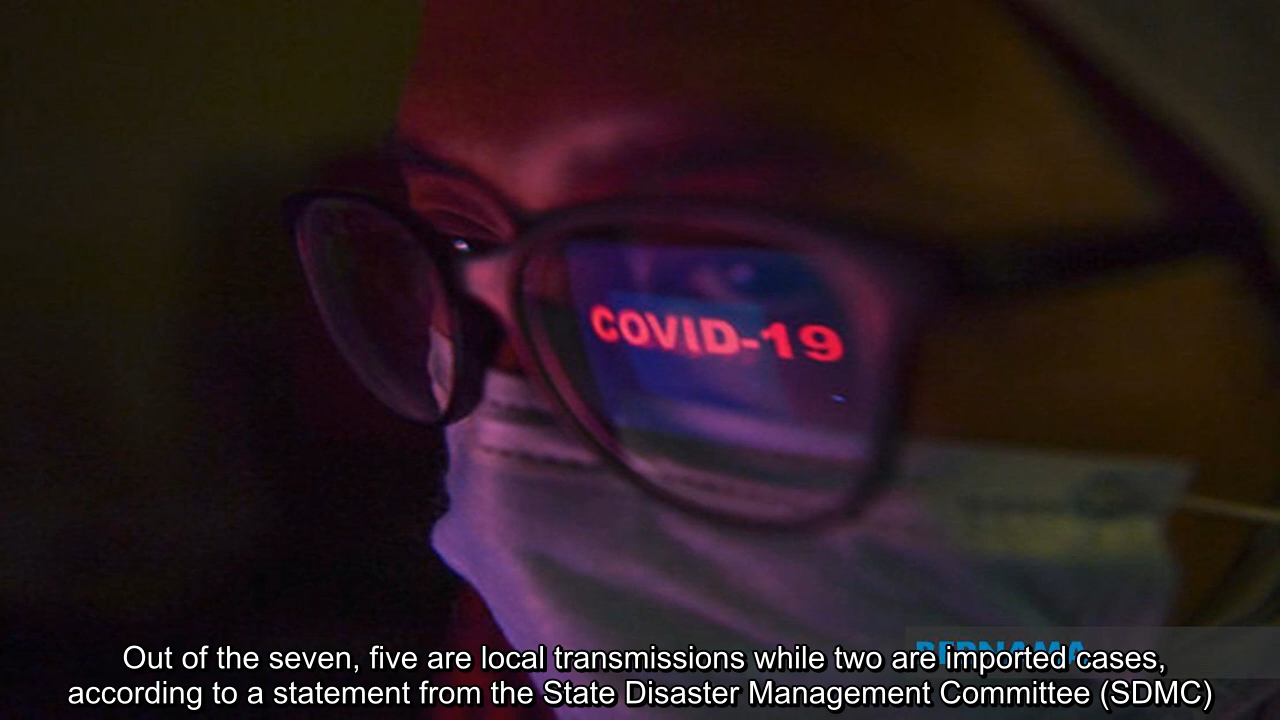 COVID-19
BERNAMA
Out of the seven, five are local transmissions while two are imported cases,
according to a statement from the State Disaster Management Committee (SDMC)